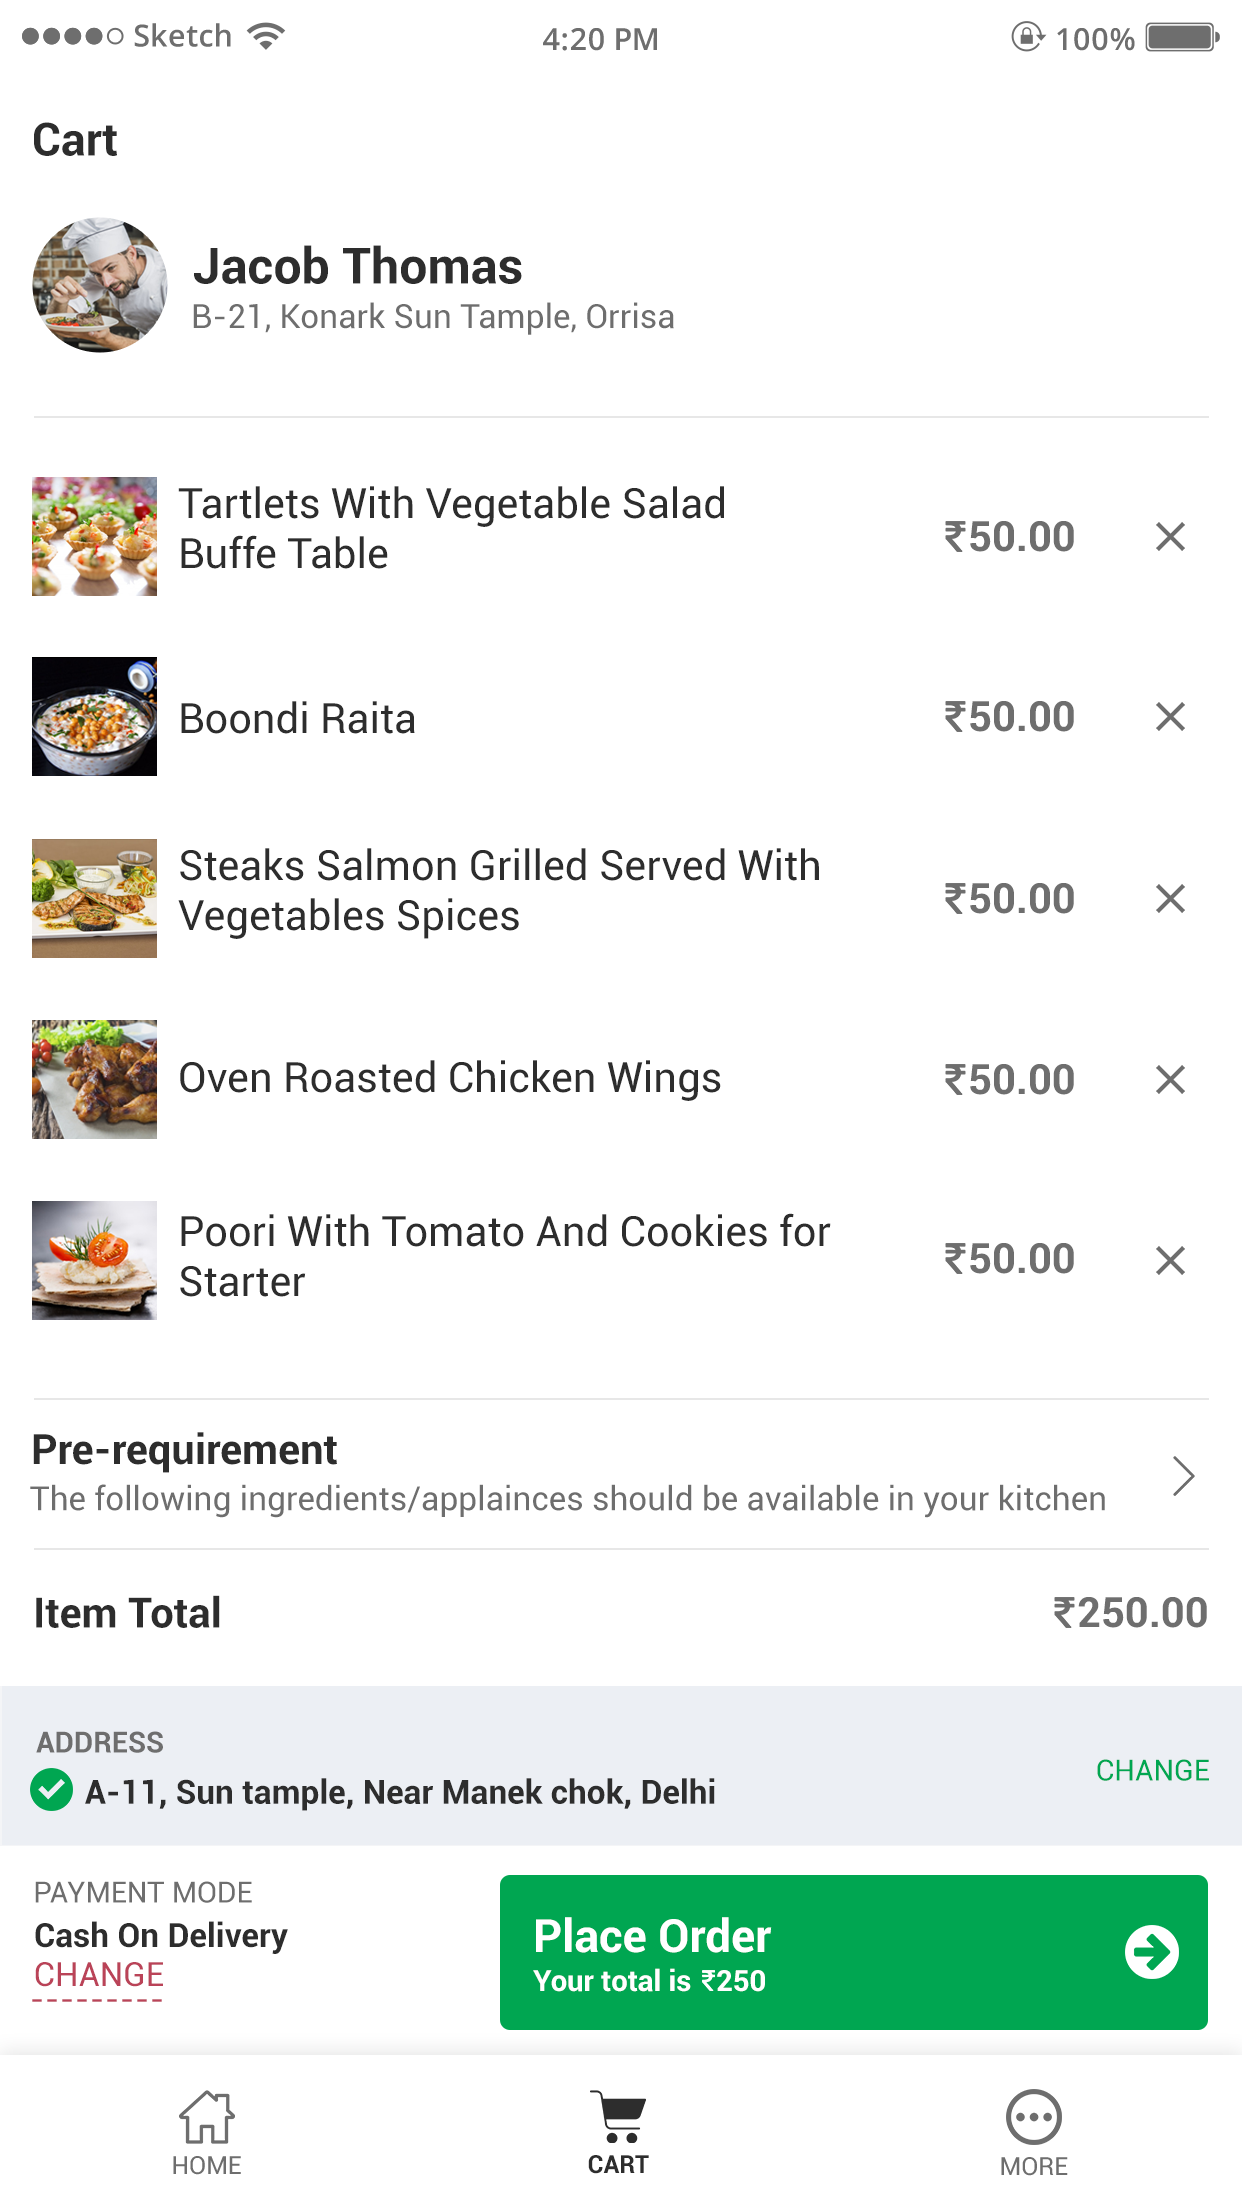 Sketch
4:20 PM
100%
Cart
Jacob Thomas
B-21, Konark Sun Tample, Orrisa
Tartlets With Vegetable Salad
Buffe Table
₹50.00
Boondi Raita
₹50.00
Steaks Salmon Grilled Served With
Vegetables Spices
₹50.00
Oven Roasted Chicken Wings
₹50.00
Poori With Tomato And Cookies for
Starter
₹50.00
Pre-requirement
The following ingredients/applainces should be available in your kitchen
Item Total
₹250.00
ADDRESS
A-11, Sun tample, Near Manek chok, Delhi
CHANGE
PAYMENT MODE
Cash On Delivery
CHANGE
Place Order
Your total is ₹250
HOME
CART
MORE